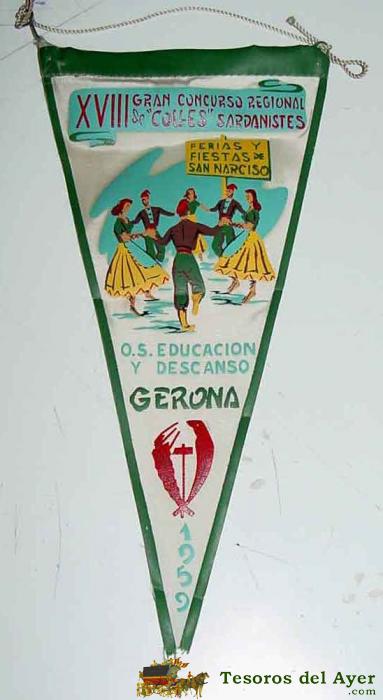 XVIII GRAN CONCURSO REGIONAL
de "COLLES" SARDANISTES
FERIAS Y
FIESTAS DE
SAN NARCISO
O.S. EDUCACION
Y DESCANSO
GERONA
1959
Tesoros del Ayer
.com